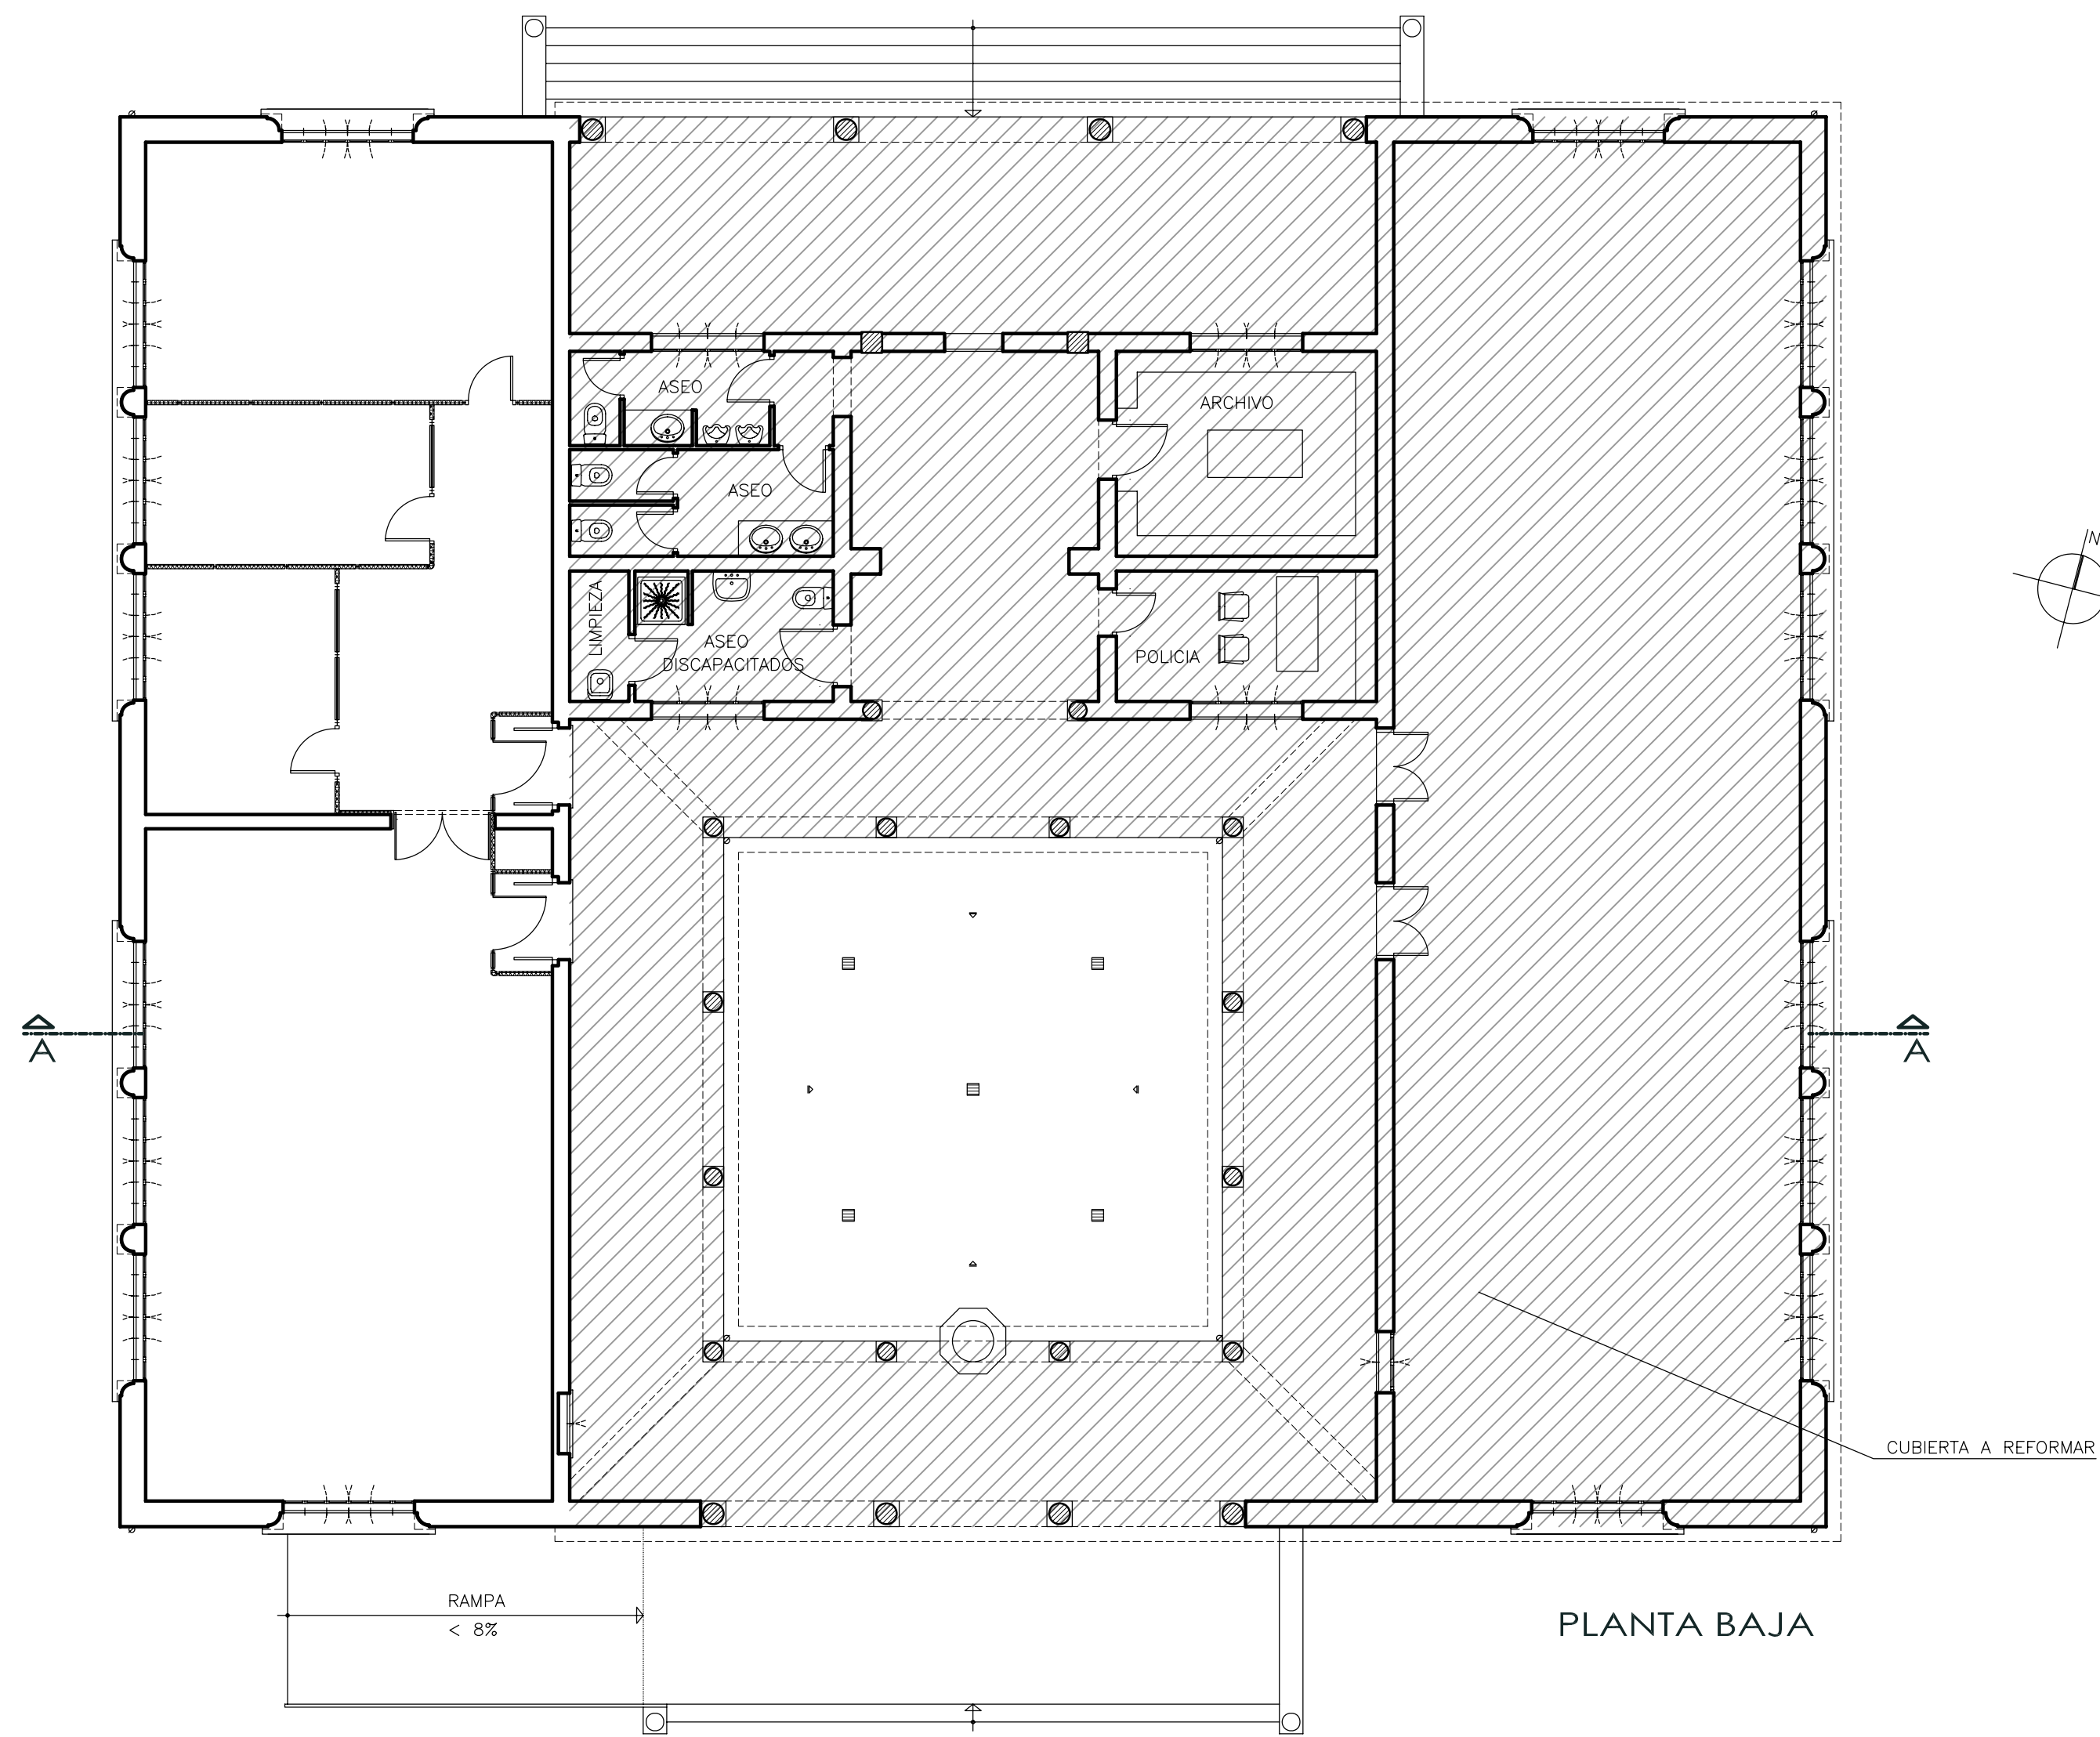 ASEO
ARCHIVO
ASEO
N
LIMPIEZA
ASEO
DISCAPACITADOS
POLICIA
A
A
CUBIERTA A REFORMAR
RAMPA
< 8%
PLANTA BAJA